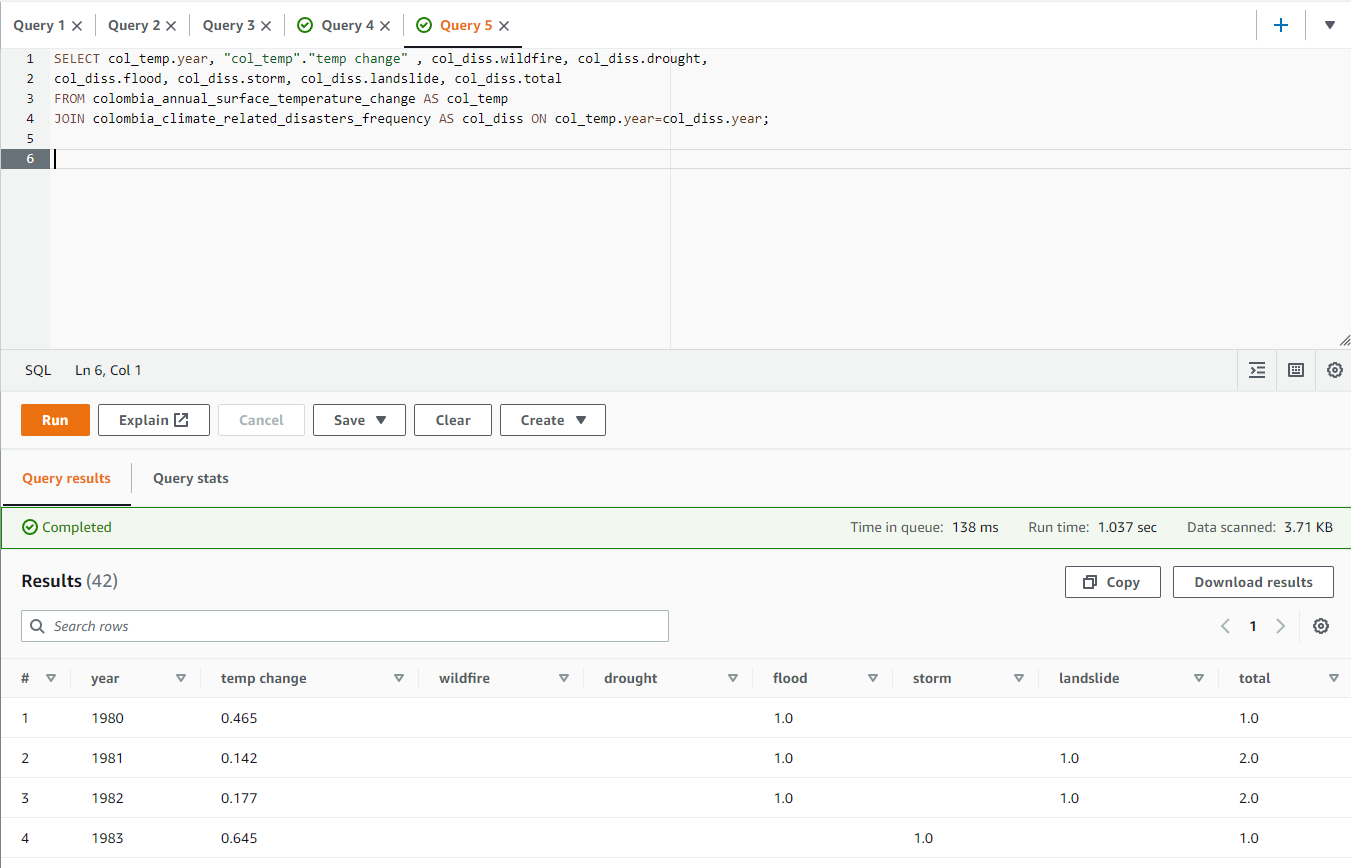 Query 1 Query 2 Query 3 Query 4 Query 5
1 SELECT col_temp.year, "col_temp"."temp change" , col_diss.wildfire, col_diss.drought,
2 col_diss.flood, col_diss.storm, col_diss.landslide, col_diss.total
3 FROM colombia_annual_surface_temperature_change AS col_temp
4 JOIN colombia_climate_related_disasters_frequency AS col_diss ON col_temp.year=col_diss.year;
5
6
SQL Ln 6, Col 1
Run Explain Cancel Save Clear Create
Query results Query stats
Completed Time in queue: 138 ms Run time: 1.037 sec Data scanned: 3.71 KB
Results (42) Copy Download results
Search rows 1
# year temp change wildfire drought flood storm landslide total
1 1980 0.465 1.0 1.0
2 1981 0.142 1.0 1.0 2.0
3 1982 0.177 1.0 1.0 2.0
4 1983 0.645 1.0 1.0